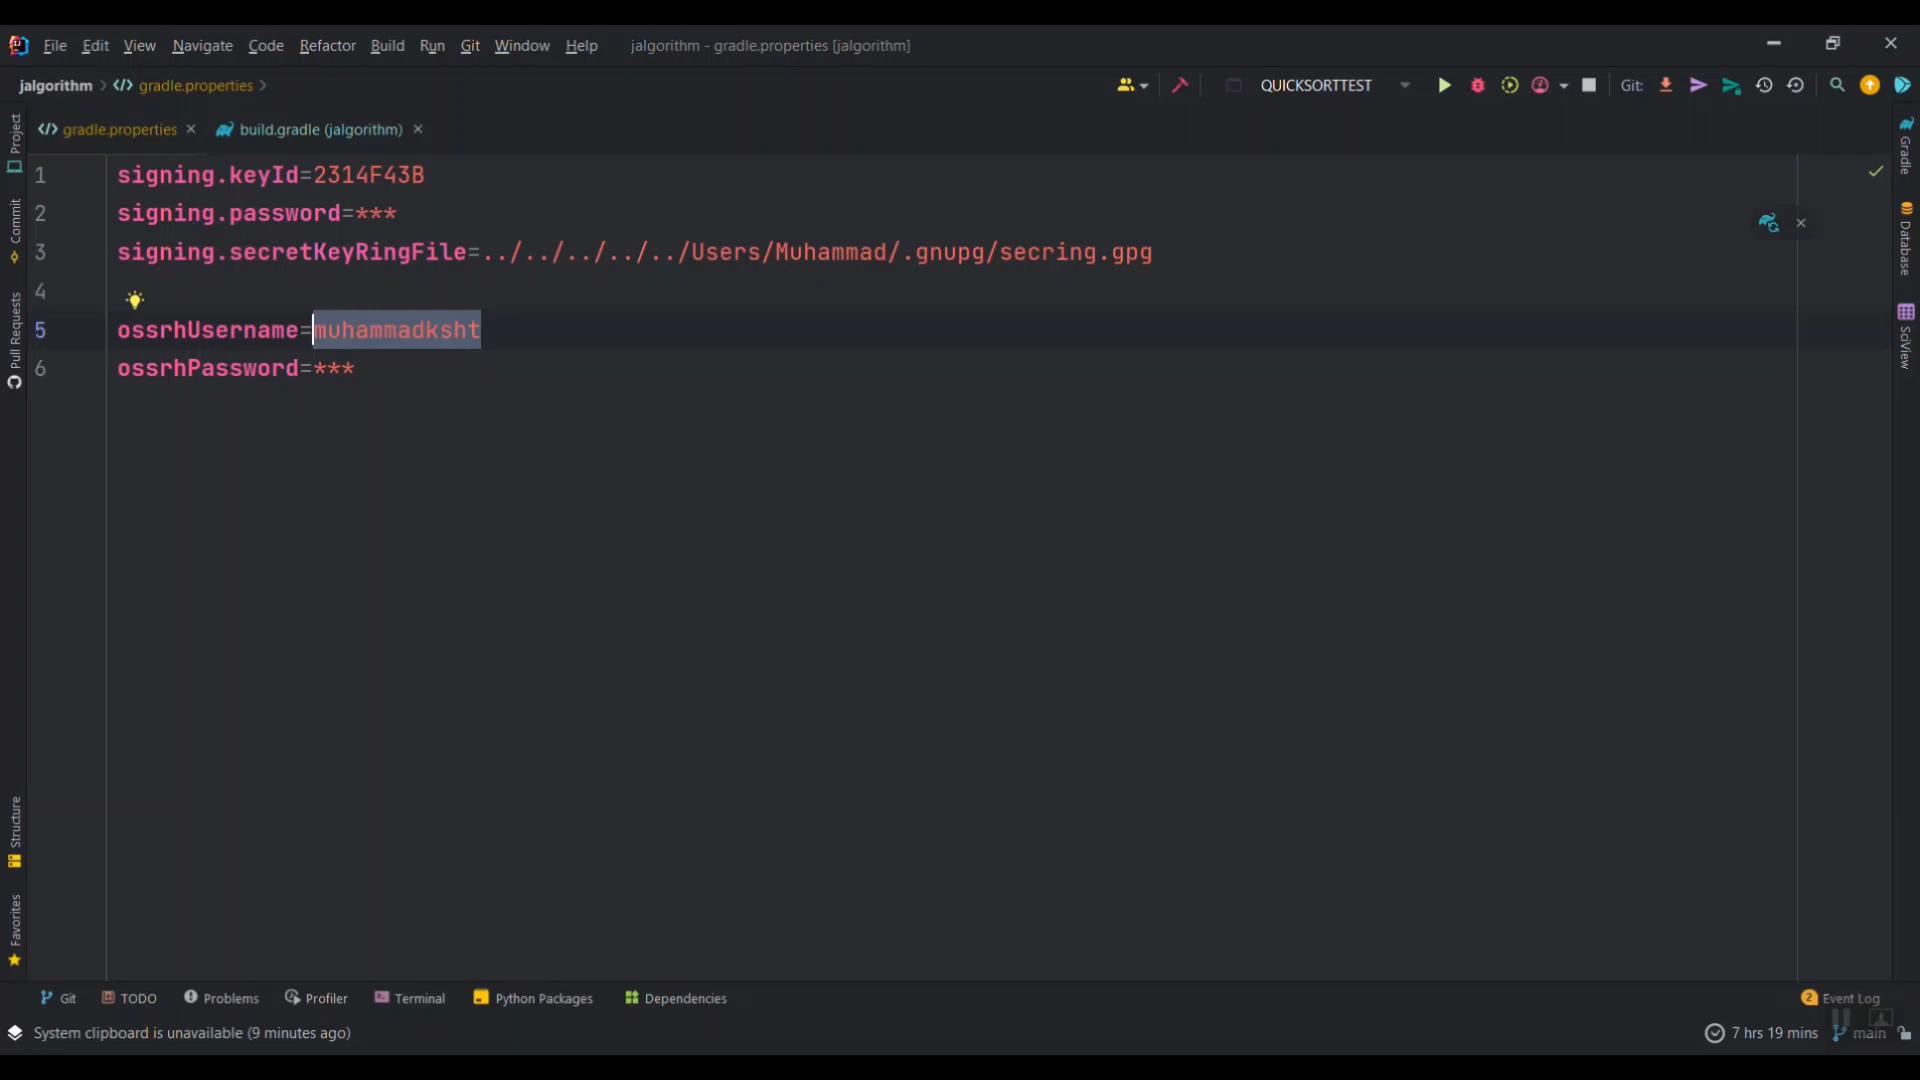 File Edit View Navigate Code Refactor Build Run Git Window Help jalgorithm - gradle.properties [jalgorithm]
jalgorithm gradle.properties QUICKSORTTEST Git:
gradle.properties build.gradle (jalgorithm)
1 signing.keyId=2314F43B
2 signing.password=***
3 signing.secretKeyRingFile=../../../../../Users/Muhammad/.gnupg/secring.gpg
4
5 ossrhUsername=muhammadksht
6 ossrhPassword=***
Project
Commit
Pull Requests
Structure
Favorites
Gradle
Database
SciView
Git TODO Problems Profiler Terminal Python Packages Dependencies 2 Event Log
System clipboard is unavailable (9 minutes ago) 7 hrs 19 mins main